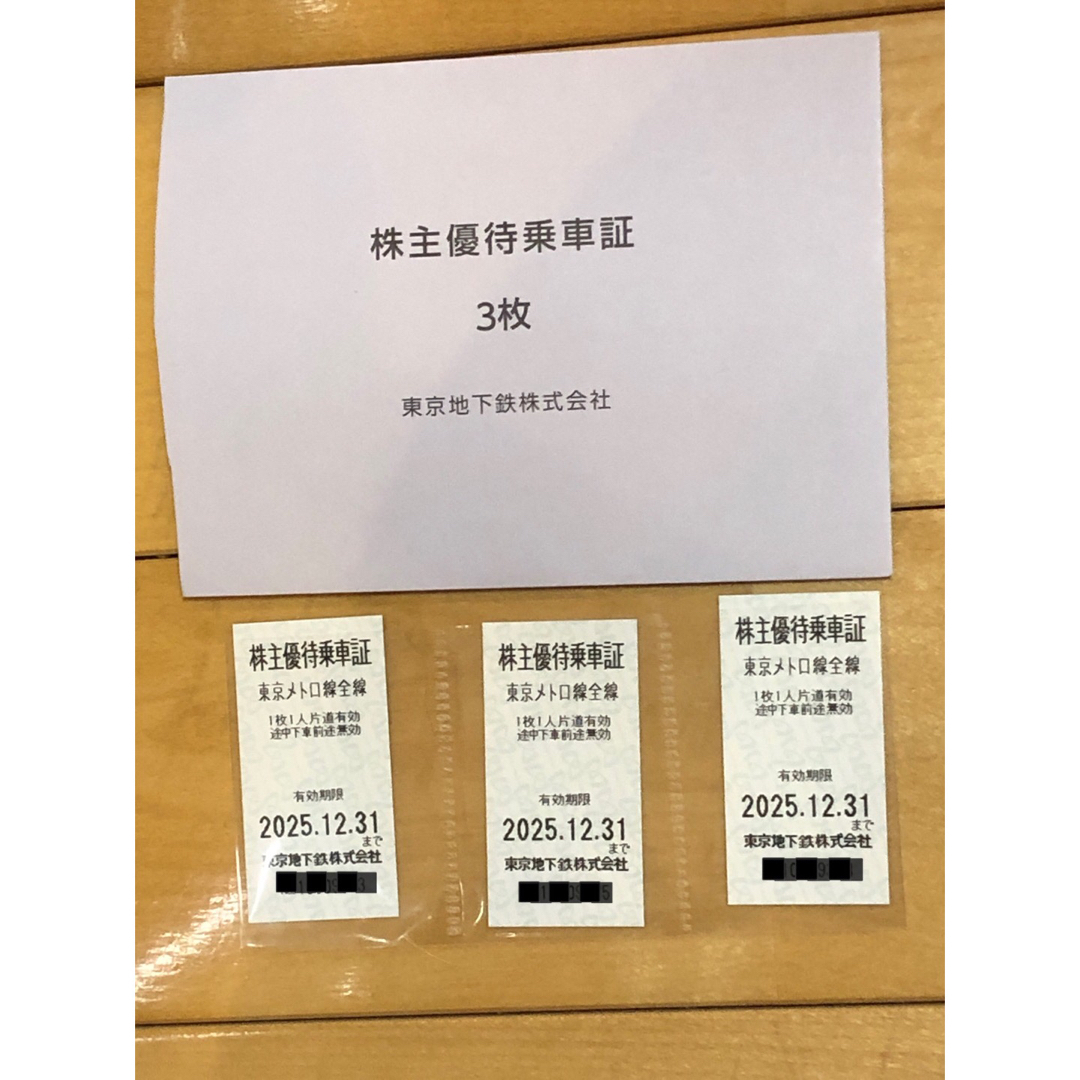 株主優待乗車証
3枚
東京地下鉄株式会社
株主優待乗車証
東京メトロ線全線
1枚1人片道有効
途中下車前途無効
有効期限
2025.12.31
まで
東京地下鉄株式会社
株主優待乗車証
東京メトロ線全線
1枚1人片道有効
途中下車前途無効
有効期限
2025.12.31
まで
東京地下鉄株式会社
株主優待乗車証
東京メトロ線全線
1枚1人片道有効
途中下車前途無効
有効期限
2025.12.31
まで
東京地下鉄株式会社